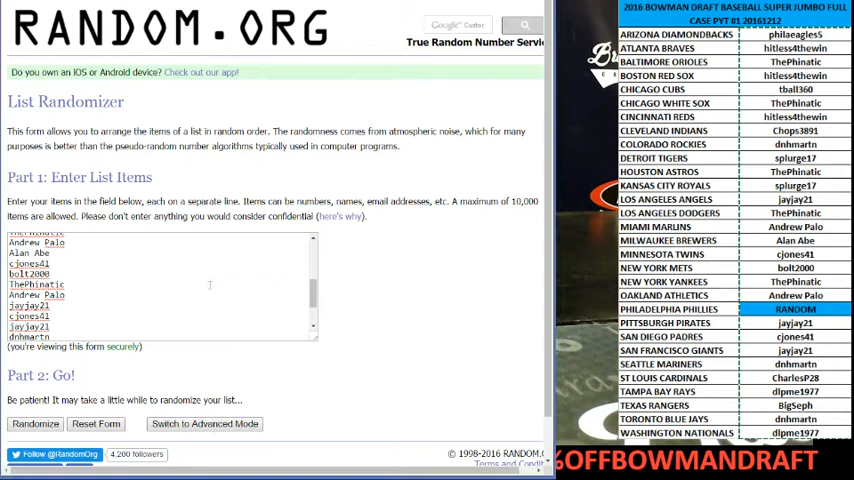 RANDOM.ORG
Google™ Custor
True Random Number Servi
Do you own an iOS or Android device? Check out our app!
List Randomizer
This form allows you to arrange the items of a list in random order. The randomness comes from atmospheric noise, which for many
purposes is better than the pseudo-random number algorithms typically used in computer programs.
Part 1: Enter List Items
Enter your items in the field below, each on a separate line. Items can be numbers, names, email addresses, etc. A maximum of 10,000
items are allowed. Please don't enter anything you would consider confidential (here's why).
ThePhinatic
Andrew Palo
Alan Abe
cjones41
bolt2000
ThePhinatic
Andrew Palo
jayjay21
cjones41
jayjay21
dnhmartn
(you're viewing this form securely)
Part 2: Go!
Be patient! It may take a little while to randomize your list...
Randomize Reset Form Switch to Advanced Mode
Follow @RandomOrg 4,200 followers
© 1998-2016 RANDOM.O
Terms and Condit
2016 BOWMAN DRAFT BASEBALL SUPER JUMBO FULL
CASE PYT #1 20161212
ARIZONA DIAMONDBACKS philaeagles5
ATLANTA BRAVES hitless4thewin
BALTIMORE ORIOLES ThePhinatic
BOSTON RED SOX hitless4thewin
CHICAGO CUBS tball360
CHICAGO WHITE SOX ThePhinatic
CINCINNATI REDS hitless4thewin
CLEVELAND INDIANS Chops3891
COLORADO ROCKIES dnhmartn
DETROIT TIGERS splurge17
HOUSTON ASTROS ThePhinatic
KANSAS CITY ROYALS splurge17
LOS ANGELES ANGELS jayjay21
LOS ANGELES DODGERS ThePhinatic
MIAMI MARLINS Andrew Palo
MILWAUKEE BREWERS Alan Abe
MINNESOTA TWINS cjones41
NEW YORK METS bolt2000
NEW YORK YANKEES ThePhinatic
OAKLAND ATHLETICS Andrew Palo
PHILADELPHIA PHILLIES RANDOM
PITTSBURGH PIRATES jayjay21
SAN DIEGO PADRES cjones41
SAN FRANCISCO GIANTS jayjay21
SEATTLE MARINERS dnhmartn
ST LOUIS CARDINALS CharlesP28
TAMPA BAY RAYS dlpme1977
TEXAS RANGERS BigSeph
TORONTO BLUE JAYS dnhmartn
WASHINGTON NATIONALS dlpme1977
%OFFBOWMANDRAFT